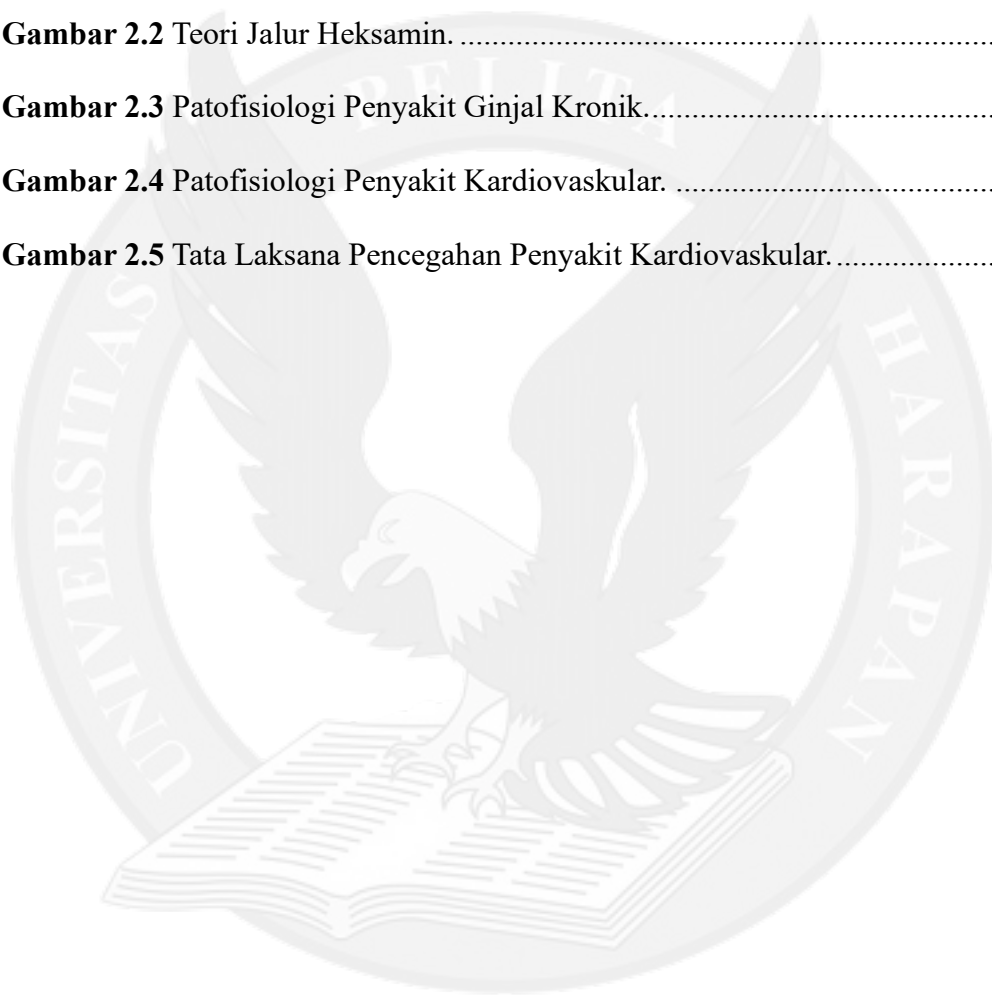 Gambar 2.2 Teori Jalur Heksamin. ........................................................................
Gambar 2.3 Patofisiologi Penyakit Ginjal Kronik..............................................
Gambar 2.4 Patofisiologi Penyakit Kardiovaskular. ..........................................
Gambar 2.5 Tata Laksana Pencegahan Penyakit Kardiovaskular. .....................
UNIVERSITAS PELITA HARAPAN